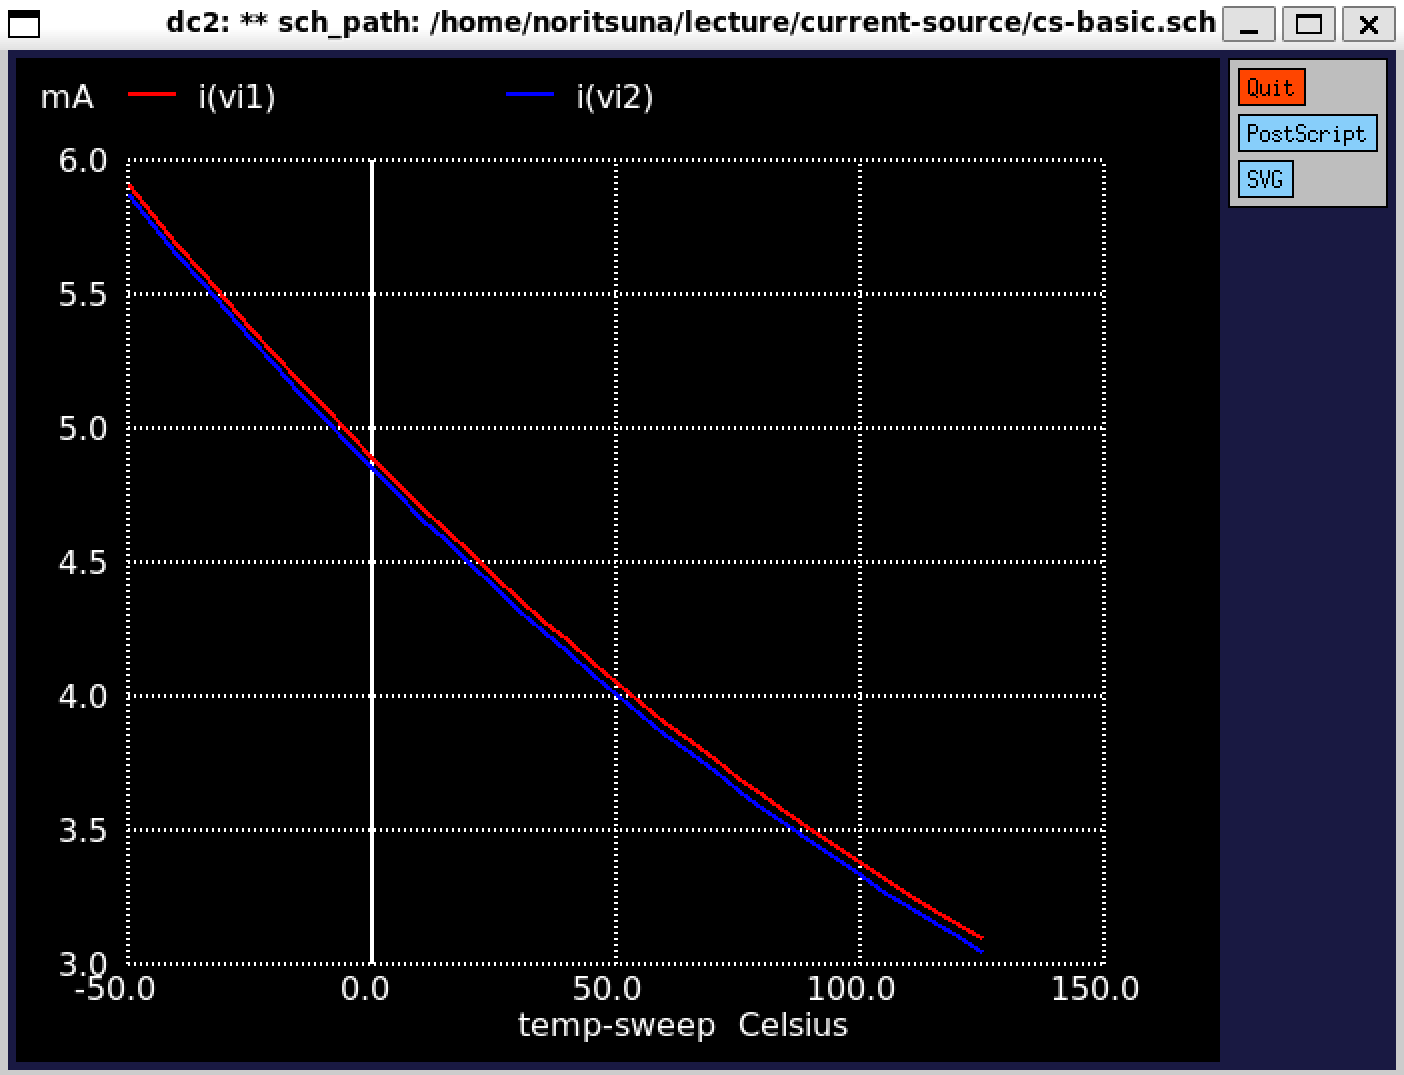 dc2: ** sch_path: /home/noritsuna/lecture/current-source/cs-basic.sch
mA i(vi1) i(vi2)
Quit
PostScript
SVG
6.0
5.5
5.0
4.5
4.0
3.5
3.0
-50.0 0.0 50.0 100.0 150.0
temp-sweep Celsius